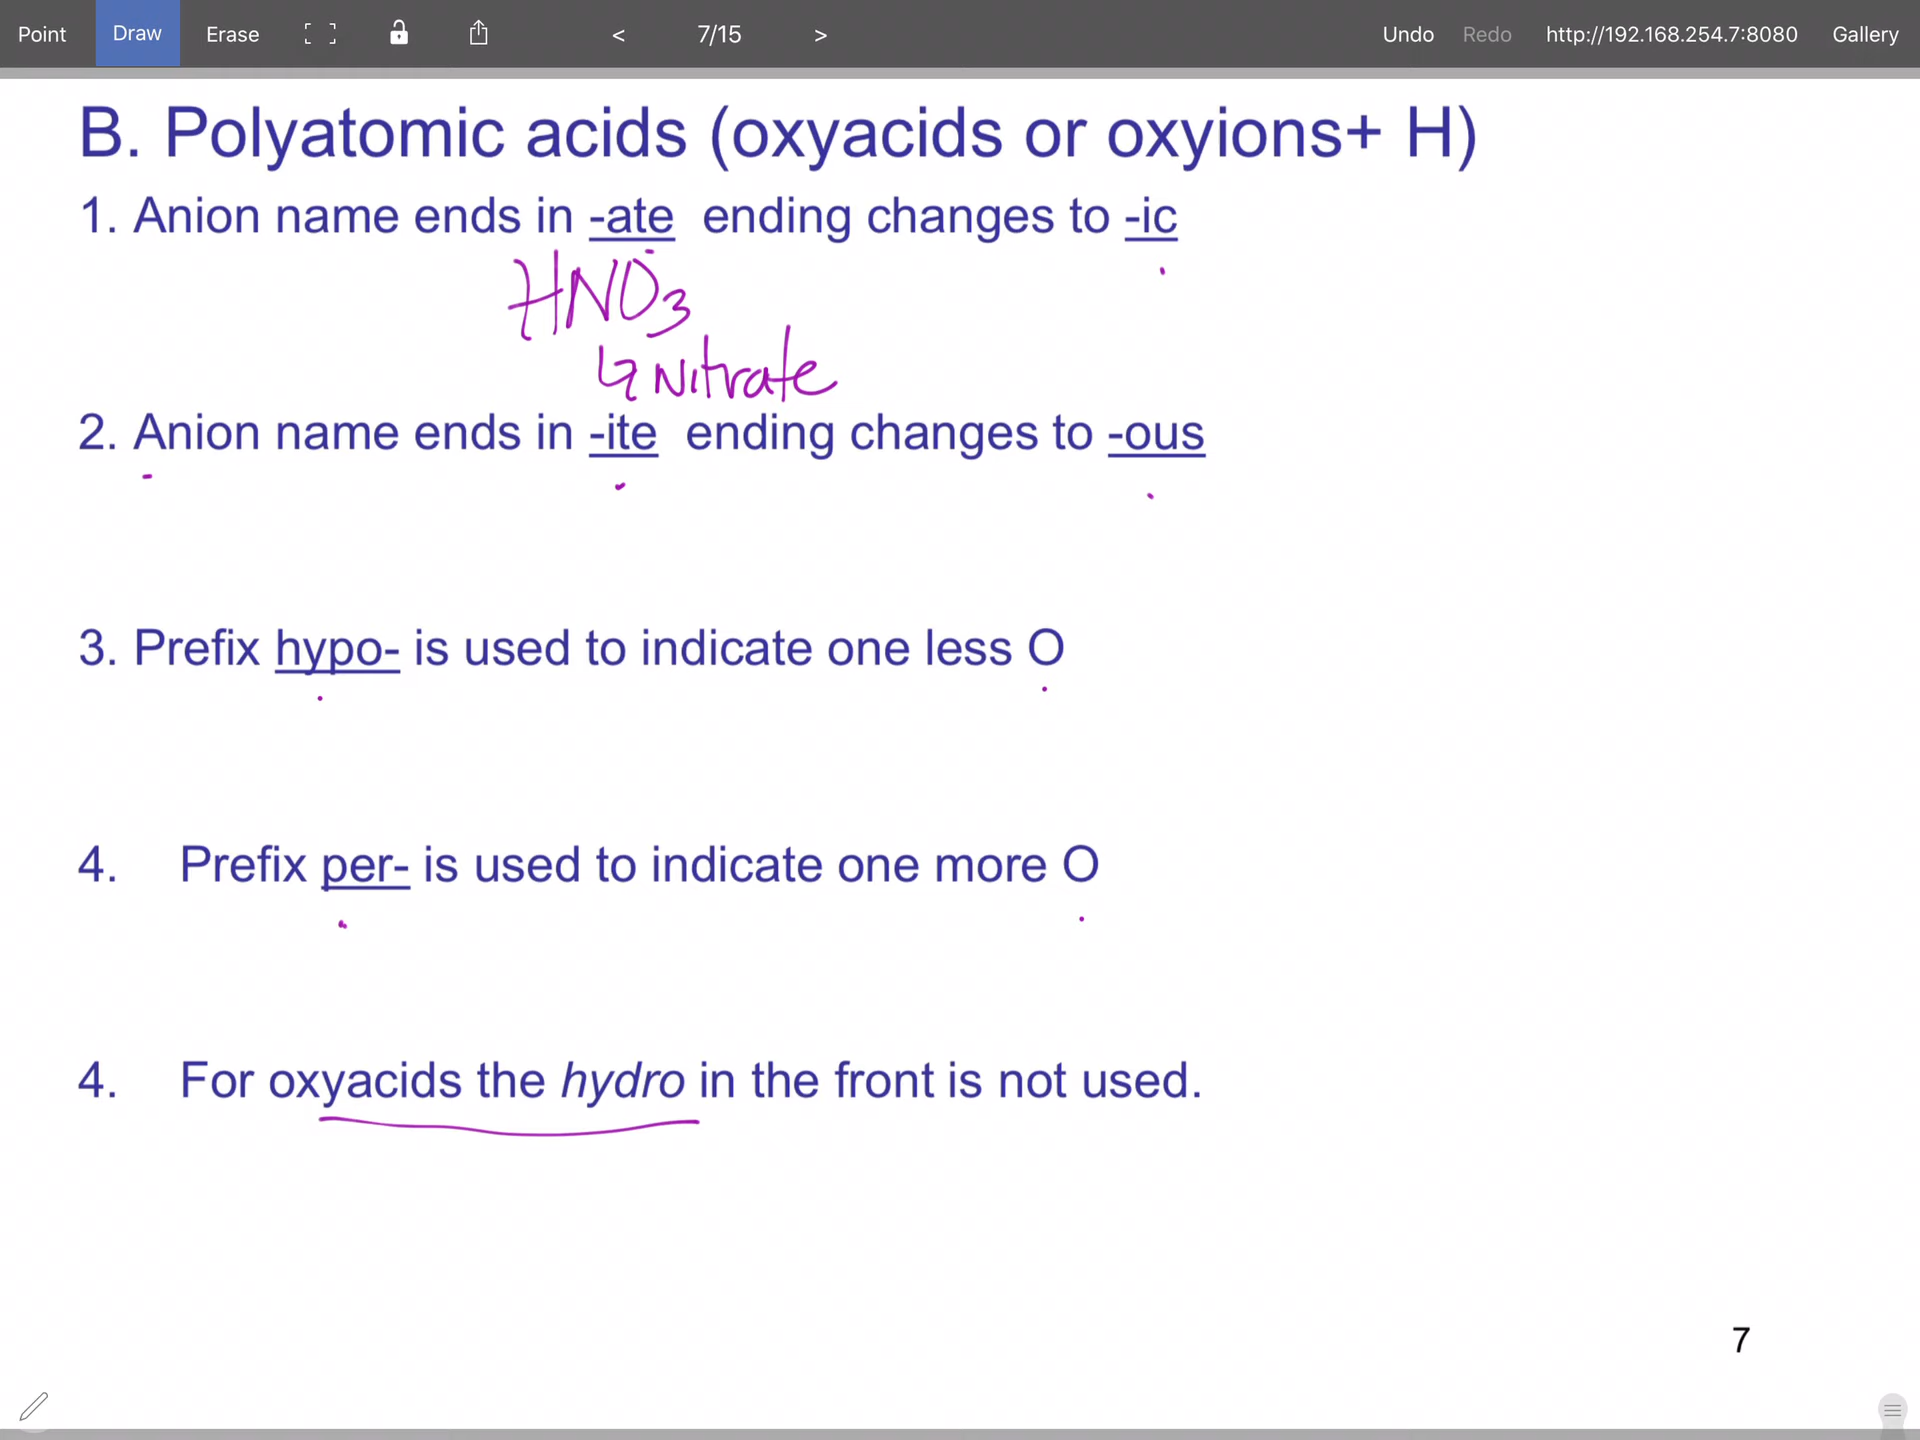 Point Draw Erase < 7/15 > Undo Redo http://192.168.254.7:8080 Gallery
B. Polyatomic acids (oxyacids or oxyions+ H)
1. Anion name ends in -ate ending changes to -ic
HNO3
Nitrate
2. Anion name ends in -ite ending changes to -ous
3. Prefix hypo- is used to indicate one less O
4. Prefix per- is used to indicate one more O
4. For oxyacids the hydro in the front is not used.
7